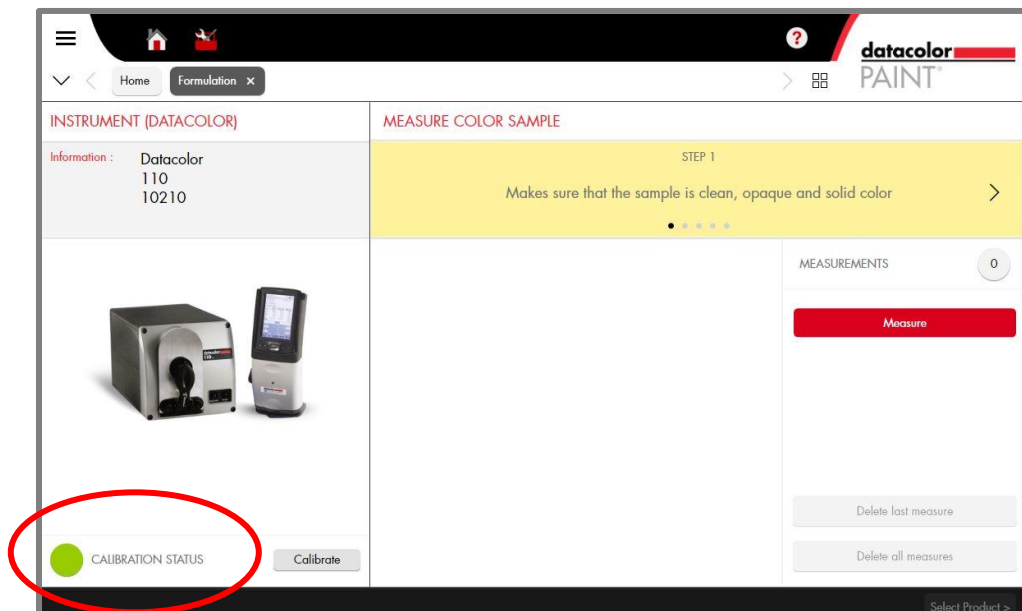 ?
datacolor
PAINT®
Home
Formulation ×
INSTRUMENT (DATACOLOR)
MEASURE COLOR SAMPLE
Information :
Datacolor
110
10210
STEP 1
Makes sure that the sample is clean, opaque and solid color
MEASUREMENTS
0
Measure
110
Delete last measure
CALIBRATION STATUS
Calibrate
Delete all measures
Select Product >